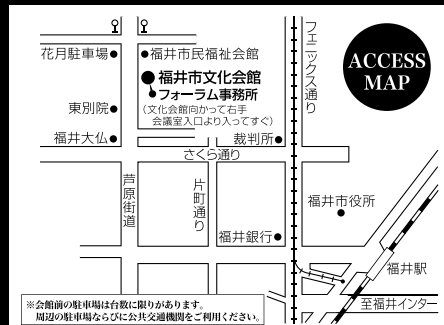 花月駐車場
福井市民福祉会館
フェニックス通り
ACCESS
MAP
福井市文化会館
フォーラム事務所
(文化会館向かって右手
会議室入口より入ってすぐ)
東別院
福井大仏
裁判所
さくら通り
芦原街道
片町通り
福井市役所
福井銀行
福井駅
至福井インター
※会館前の駐車場は台数に限りがあります。
周辺の駐車場ならびに公共交通機関をご利用ください。